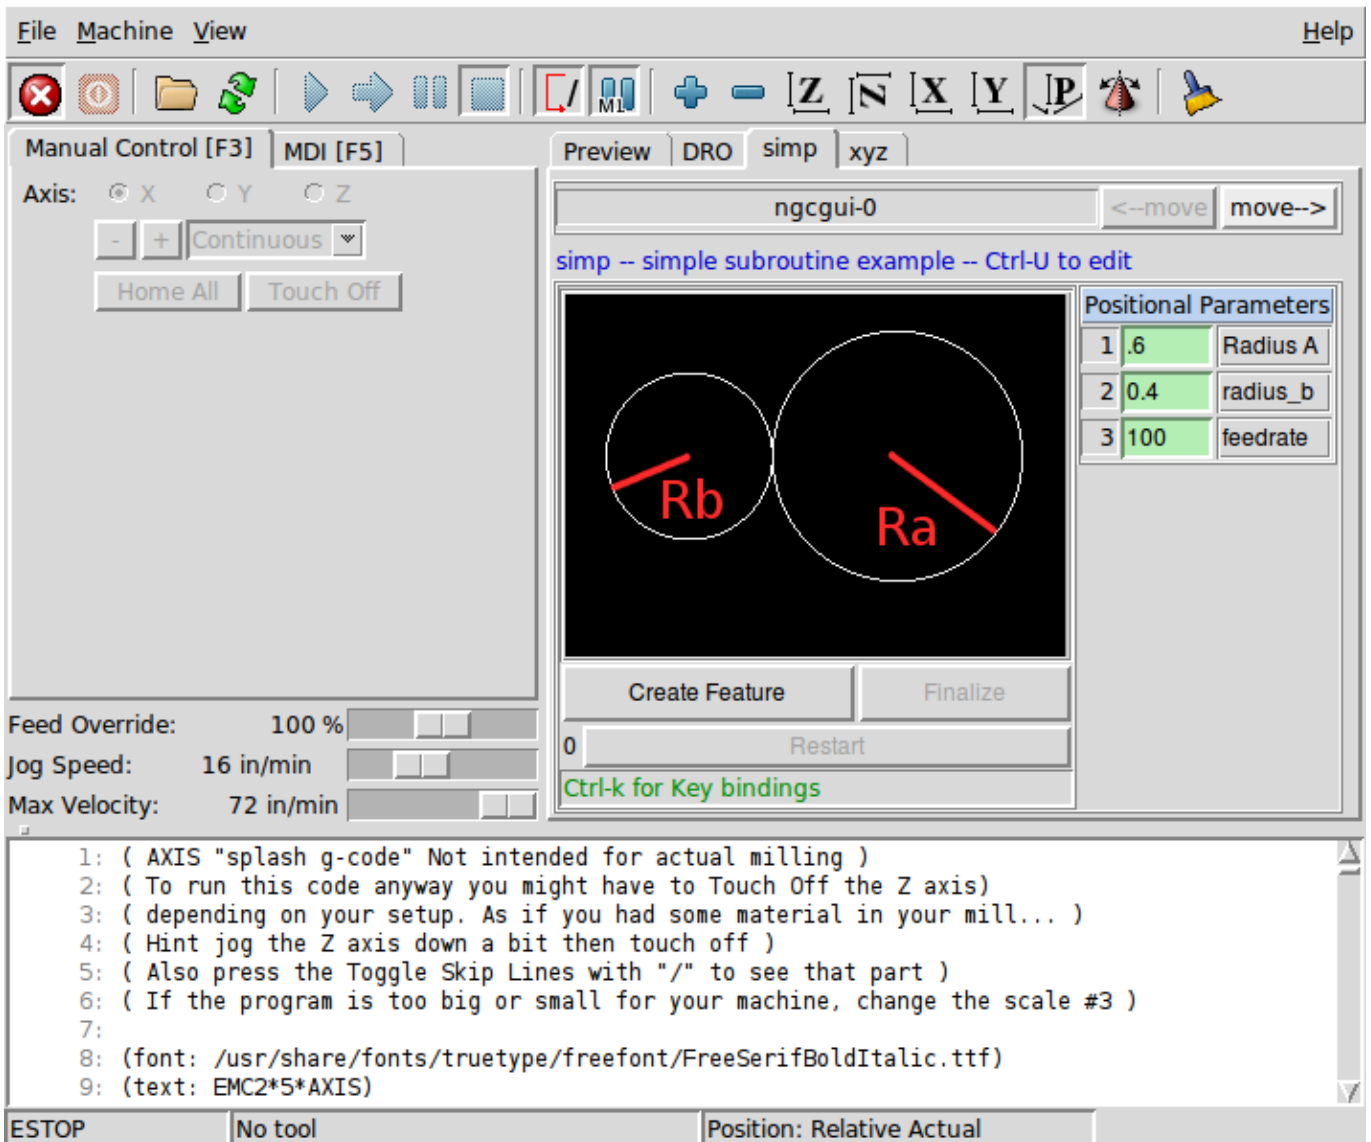 File Machine View Help
M1 Z N X Y P
Manual Control [F3] MDI [F5]
Preview DRO simp xyz
Axis: X Y Z
- + Continuous
Home All Touch Off
ngcgui-0 <--move move-->
simp -- simple subroutine example -- Ctrl-U to edit
Positional Parameters
1 .6 Radius A
2 0.4 radius_b
3 100 feedrate
Rb
Ra
Create Feature Finalize
0 Restart
Ctrl-k for Key bindings
Feed Override: 100 %
Jog Speed: 16 in/min
Max Velocity: 72 in/min
1: ( AXIS "splash g-code" Not intended for actual milling )
2: ( To run this code anyway you might have to Touch Off the Z axis)
3: ( depending on your setup. As if you had some material in your mill... )
4: ( Hint jog the Z axis down a bit then touch off )
5: ( Also press the Toggle Skip Lines with "/" to see that part )
6: ( If the program is too big or small for your machine, change the scale #3 )
7:
8: (font: /usr/share/fonts/truetype/freefont/FreeSerifBoldItalic.ttf)
9: (text: EMC2*5*AXIS)
ESTOP No tool Position: Relative Actual